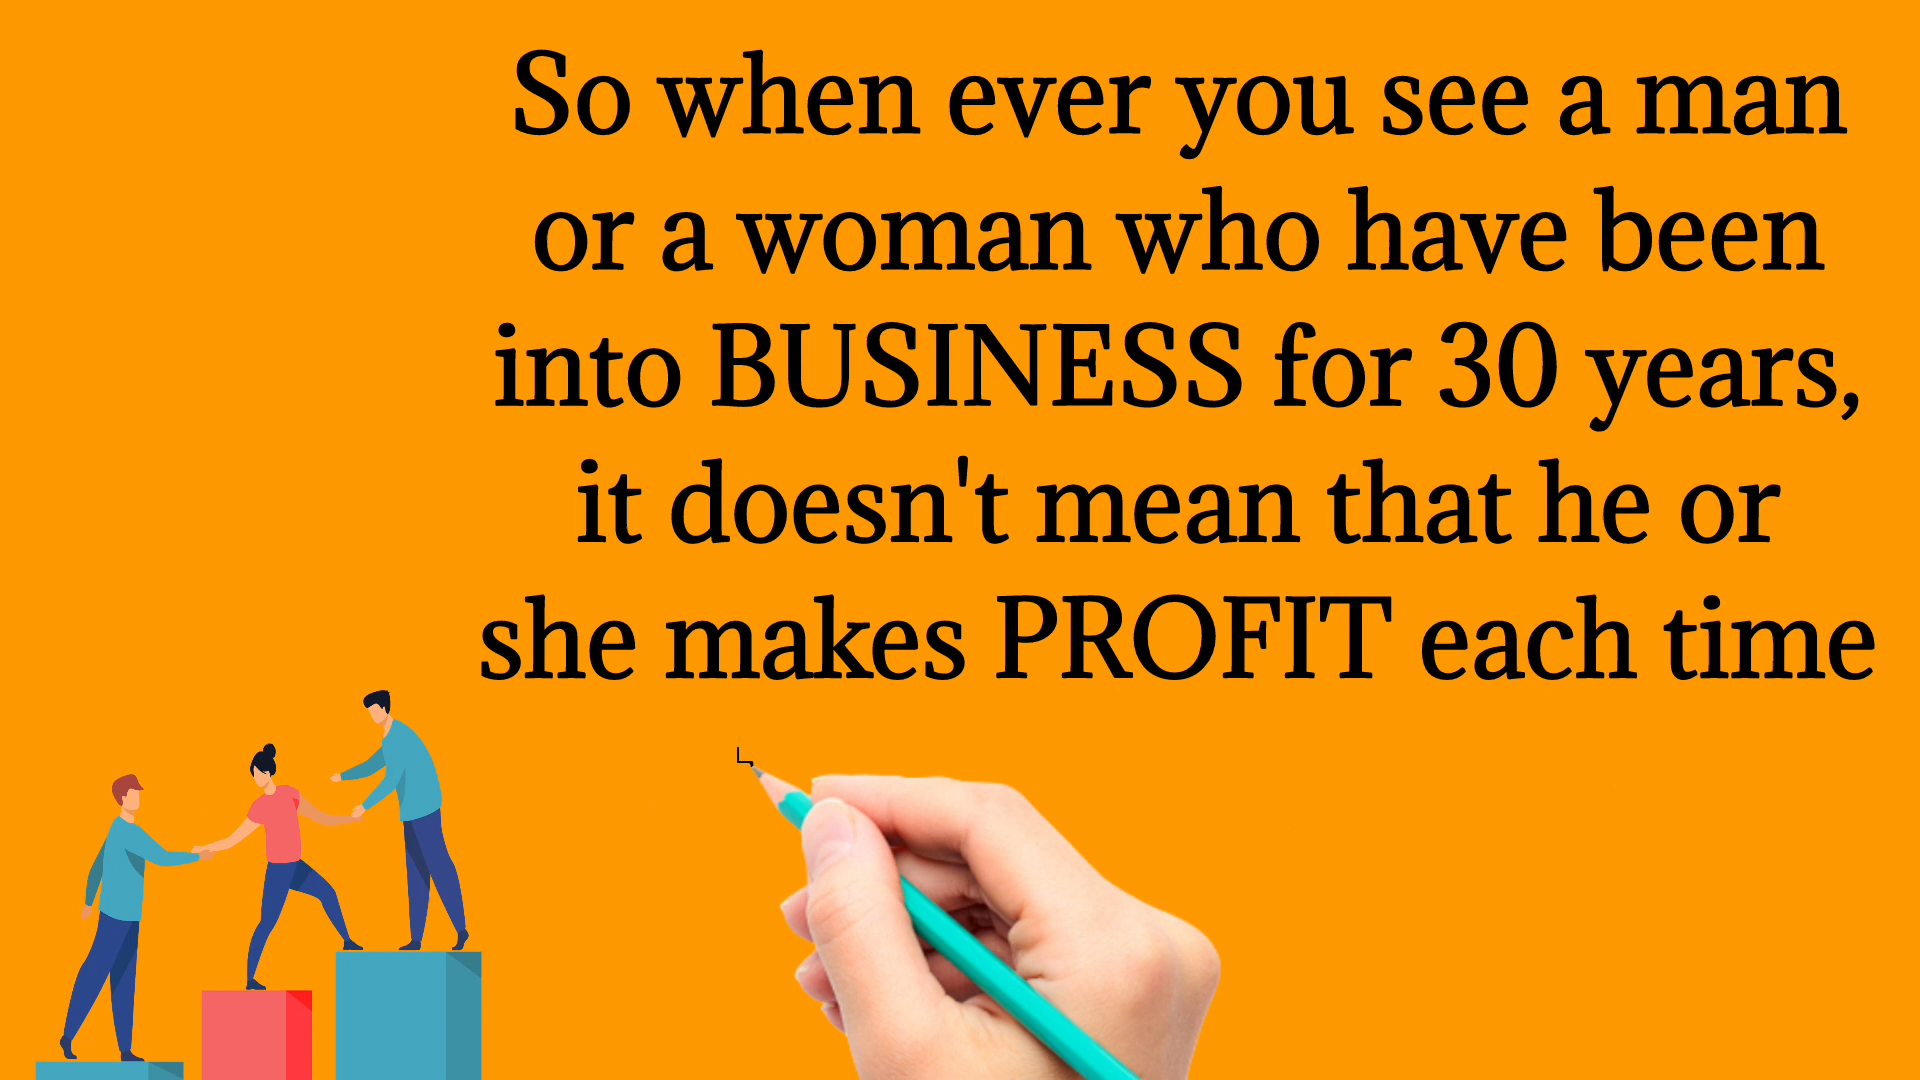 So when ever you see a man
or a woman who have been
into BUSINESS for 30 years,
it doesn't mean that he or
she makes PROFIT each time